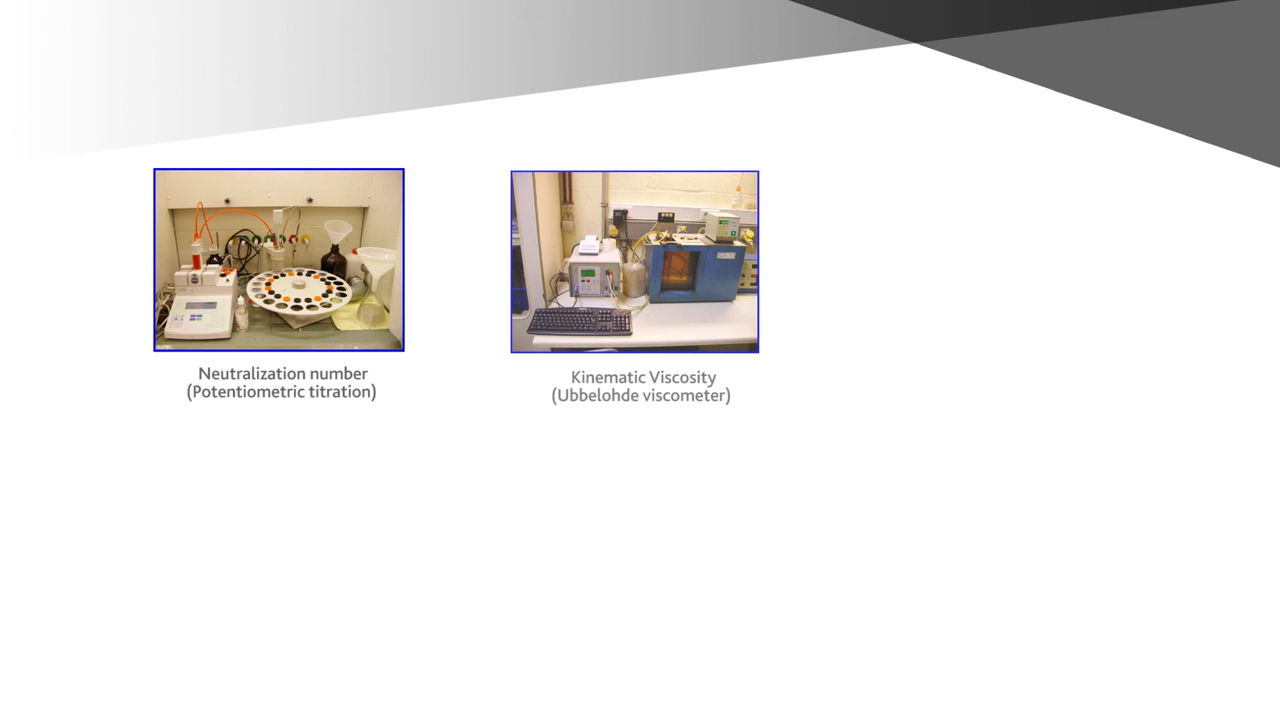 Neutralization number
(Potentiometric titration)
Kinematic Viscosity
(Ubbelohde viscometer)